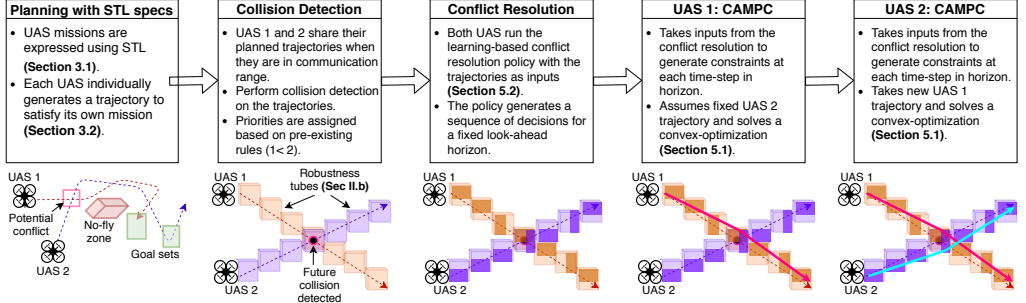 Planning with STL specs
• UAS missions are
expressed using STL
(Section 3.1)
• Each UAS individually
generates a trajectory to
satisfy its own mission
(Section 3.2).
Collision Detection
• UAS 1 and 2 share their
planned trajectories when
they are in communication
range.
• Perform collision detection
on the trajectories.
• Priorities are assigned
based on pre-existing
rules (1< 2).
Conflict Resolution
• Both UAS run the
learning-based conflict
resolution policy with the
trajectories as inputs
(Section 5.2)
• The policy generates a
sequence of decisions for
a fixed look-ahead
horizon.
UAS 1: CAMPC
• Takes inputs from the
conflict resolution to
generate constraints at
each time-step in
horizon.
• Assumes fixed UAS 2
trajectory and solves a
convex-optimization
(Section 5.1)
UAS 2: CAMPC
• Takes inputs from the
conflict resolution to
generate constraints at
each time-step in horizon.
• Takes new UAS 1
trajectory and solves a
convex-optimization
(Section 5.1)
UAS 1
Potential
conflict
No-fly
zone
Goal sets
UAS 2
UAS 1
Robustness
tubes (Sec II.b)
Future
collision
detected
UAS 2
UAS 1
UAS 2
UAS 1
UAS 2
UAS 1
UAS 2